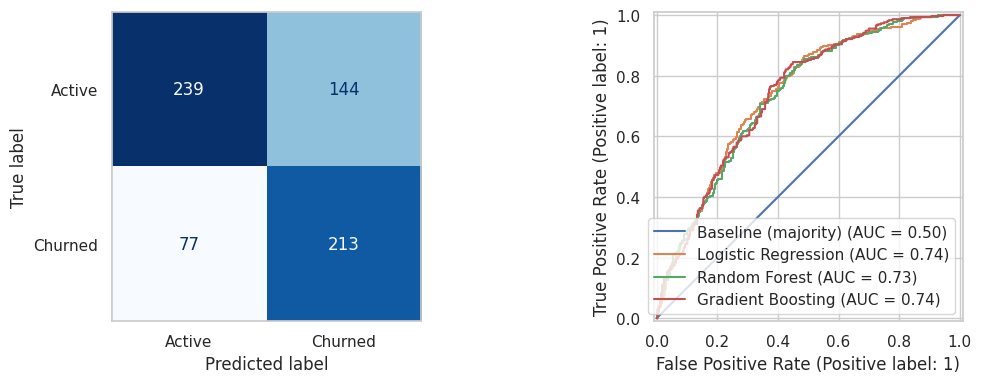 True label
Active
Churned
239
144
77
213
Active
Churned
Predicted label
True Positive Rate (Positive label: 1)
1.0
0.8
0.6
0.4
0.2
0.0
Baseline (majority) (AUC = 0.50)
Logistic Regression (AUC = 0.74)
Random Forest (AUC = 0.73)
Gradient Boosting (AUC = 0.74)
0.0 0.2 0.4 0.6 0.8 1.0
False Positive Rate (Positive label: 1)